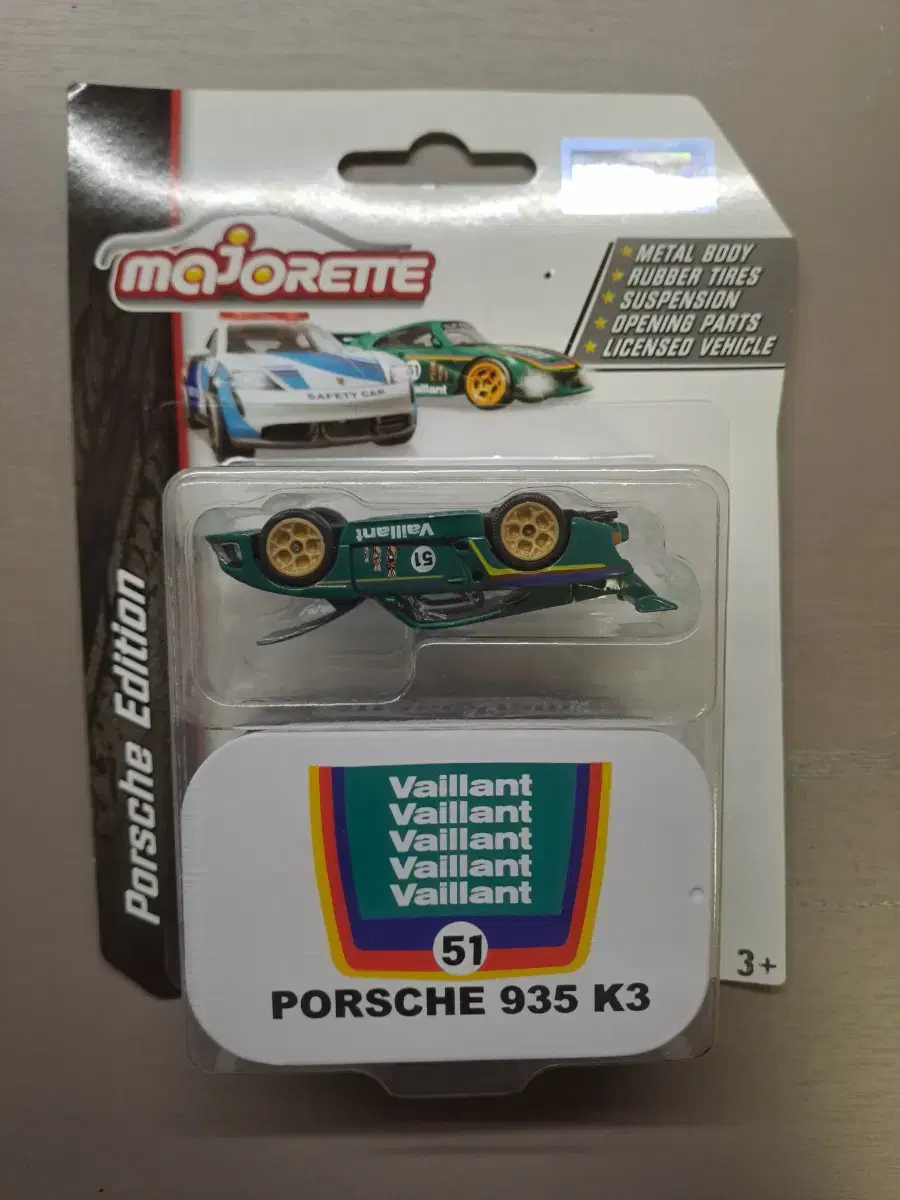 majorette
METAL BODY
RUBBER TIRES
SUSPENSION
OPENING PARTS
LICENSED VEHICLE
SAFETY CAR
51
Vaillant
Porsche Edition
Vaillant
51
Vaillant
Vaillant
Vaillant
Vaillant
Vaillant
51
PORSCHE 935 K3
3+